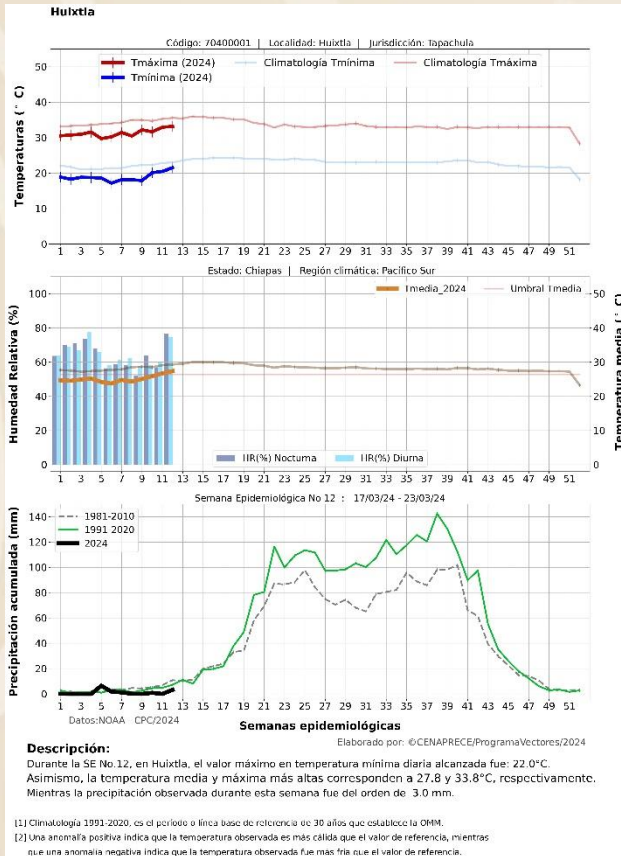 Huixtla
Código: 70400001 | Localidad: Huixtla | Jurisdicción: Tapachula
Tmáxima (2024)
Climatología Tmínima
Climatología Tmáxima
Tmínima (2024)
Temperaturas (° C)
50
40
30
20
10
0
1 3 5 7 9 11 13 15 17 19 21 23 25 27 29 31 33 35 37 39 41 43 45 47 49 51
Estado: Chiapas | Región climática: Pacífico Sur
Tmedia_2024
Umbral Tmedia
Humedad Relativa (%)
100
80
60
40
20
0
Temperatura media (° C)
50
40
30
20
10
0
HR(%) Nocturna
HR(%) Diurna
1 3 5 7 9 11 13 15 17 19 21 23 25 27 29 31 33 35 37 39 41 43 45 47 49 51
Semana Epidemiológica No 12 : 17/03/24 - 23/03/24
1981-2010
1991 2020
2024
Precipitación acumulada (mm)
140
120
100
80
60
40
20
0
1 3 5 7 9 11 13 15 17 19 21 23 25 27 29 31 33 35 37 39 41 43 45 47 49 51
Datos:NOAA CPC/2024
Semanas epidemiológicas
Elaborado por: ©CENAPRECE/ProgramaVectores/2024
Descripción:
Durante la SE No.12, en Huixtla, el valor máximo en temperatura mínima diaria alcanzada fue: 22.0°C.
Asimismo, la temperatura media y máxima más altas corresponden a 27.8 y 33.8°C, respectivamente.
Mientras la precipitación observada durante esta semana fue del orden de 3.0 mm.
[1] Climatología 1991-2020, es el periodo o línea base de referencia de 30 años que establece la OMM.
[2] Una anomalía positiva indica que la temperatura observada es más cálida que el valor de referencia, mientras
que una anomalía negativa indica que la temperatura observada fue más fria que el valor de referencia.